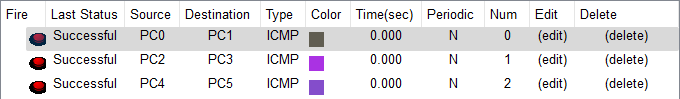 Fire Last Status Source Destination Type Color Time(sec) Periodic Num Edit Delete
Successful PC0 PC1 ICMP 0.000 N 0 (edit) (delete)
Successful PC2 PC3 ICMP 0.000 N 1 (edit) (delete)
Successful PC4 PC5 ICMP 0.000 N 2 (edit) (delete)